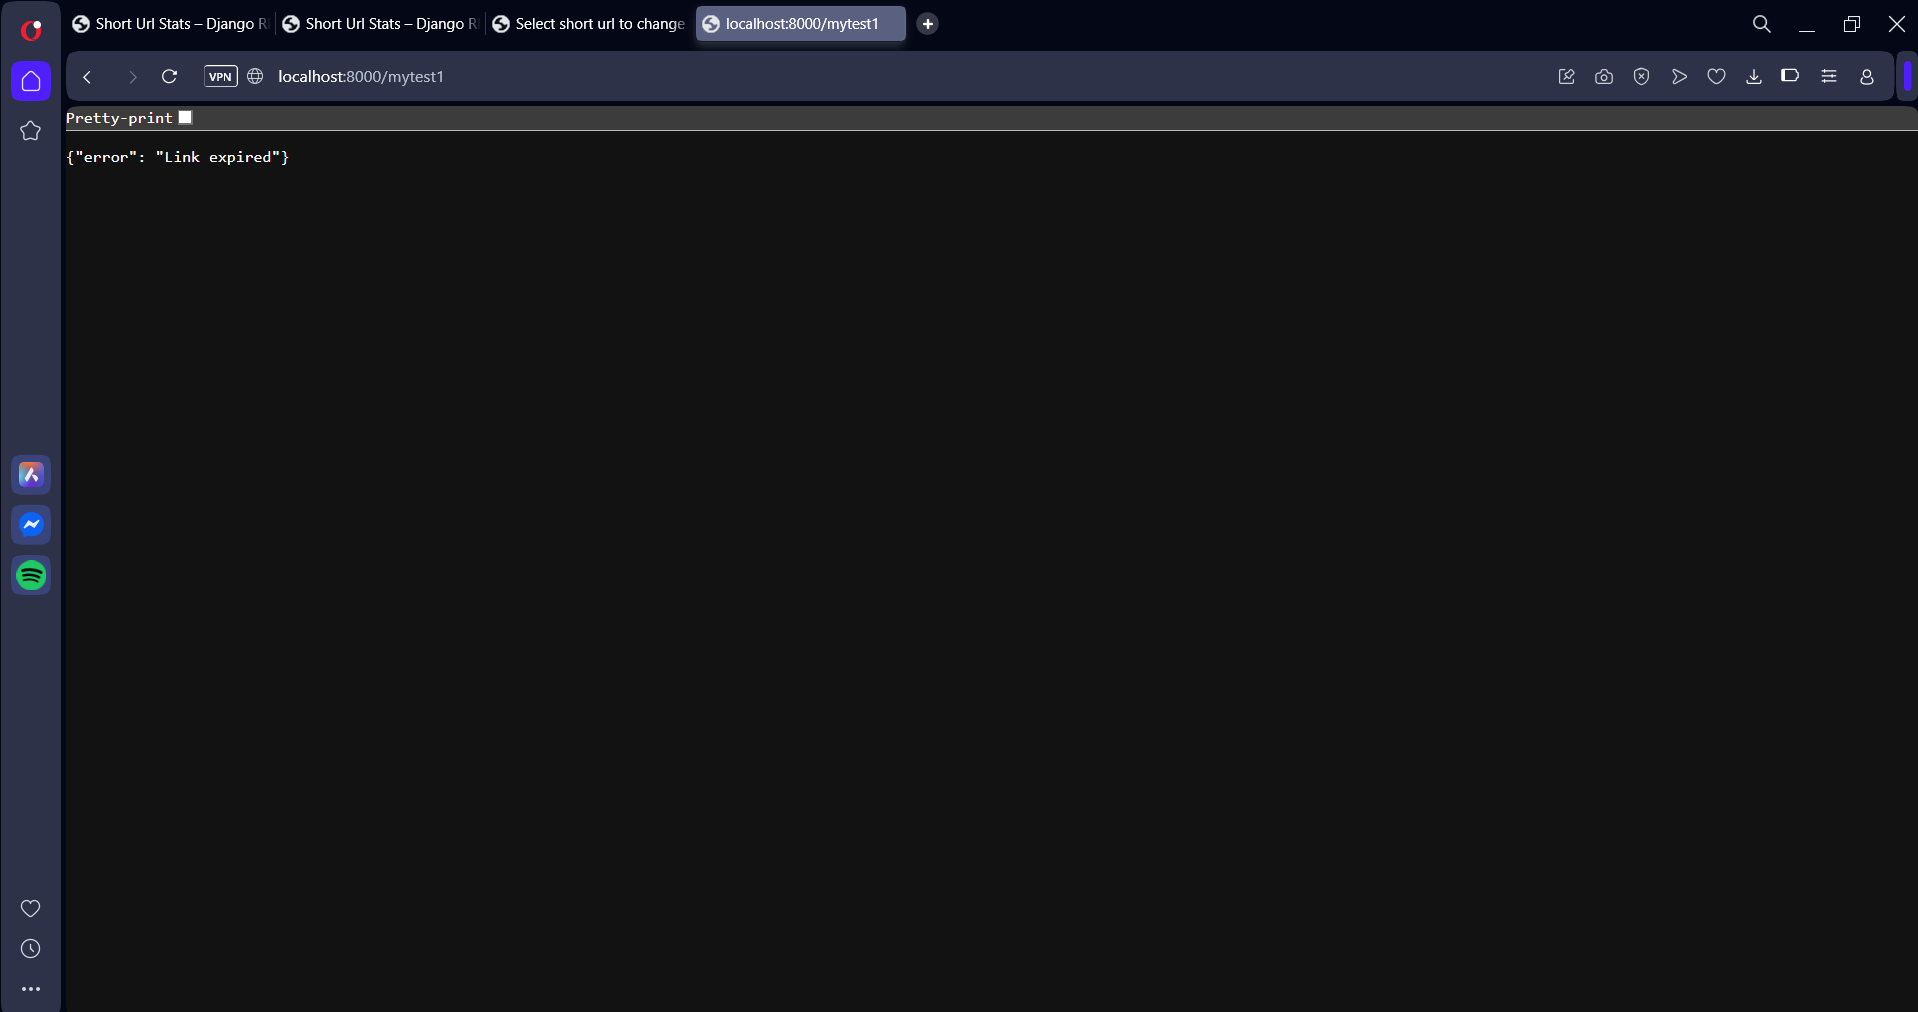 Short Url Stats – Django R
Short Url Stats – Django R
Select short url to change
localhost:8000/mytest1
VPN
localhost:8000/mytest1
Pretty-print
{"error": "Link expired"}